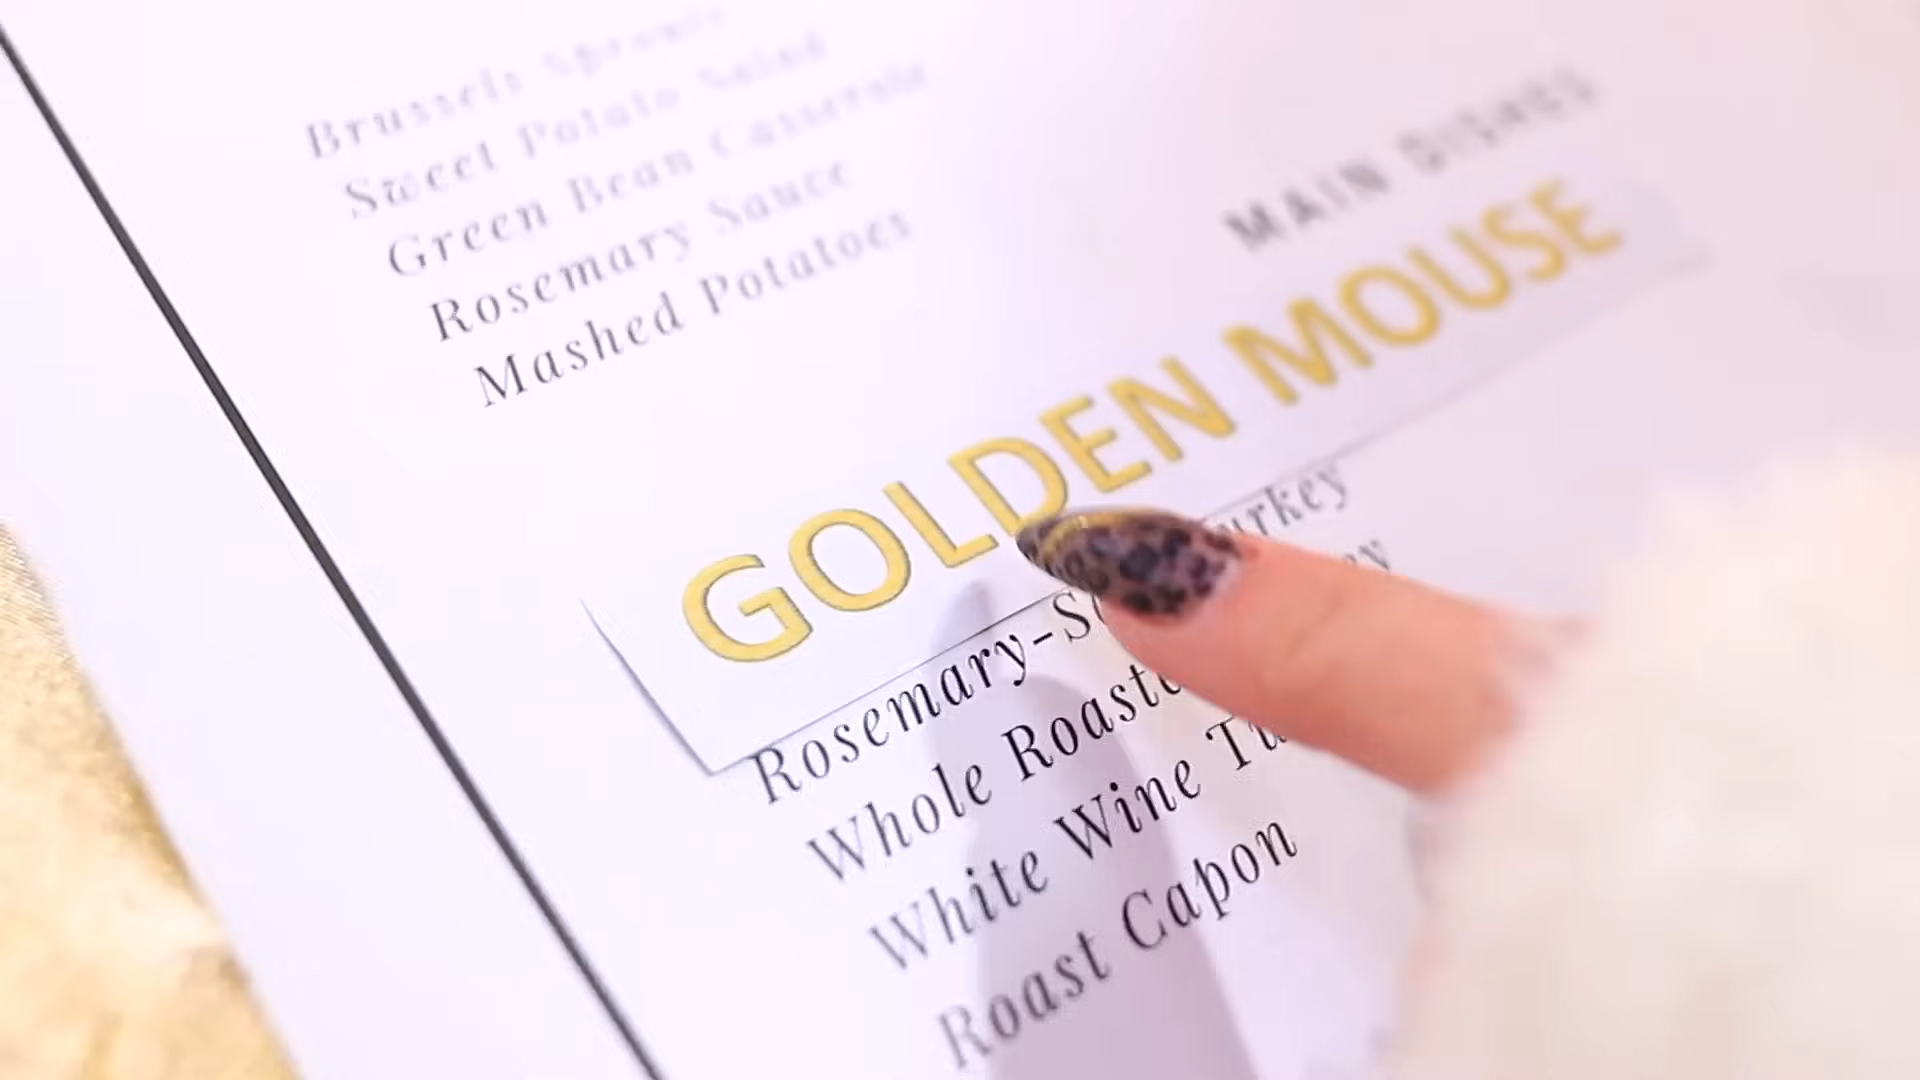 Brussels Sprouts
Sweet Potato Salad
Green Bean Casserole
Rosemary Sauce
Mashed Potatoes
MAIN DISHES
GOLDEN MOUSE
Rosemary-
Whole
White Wine
Roast Capon